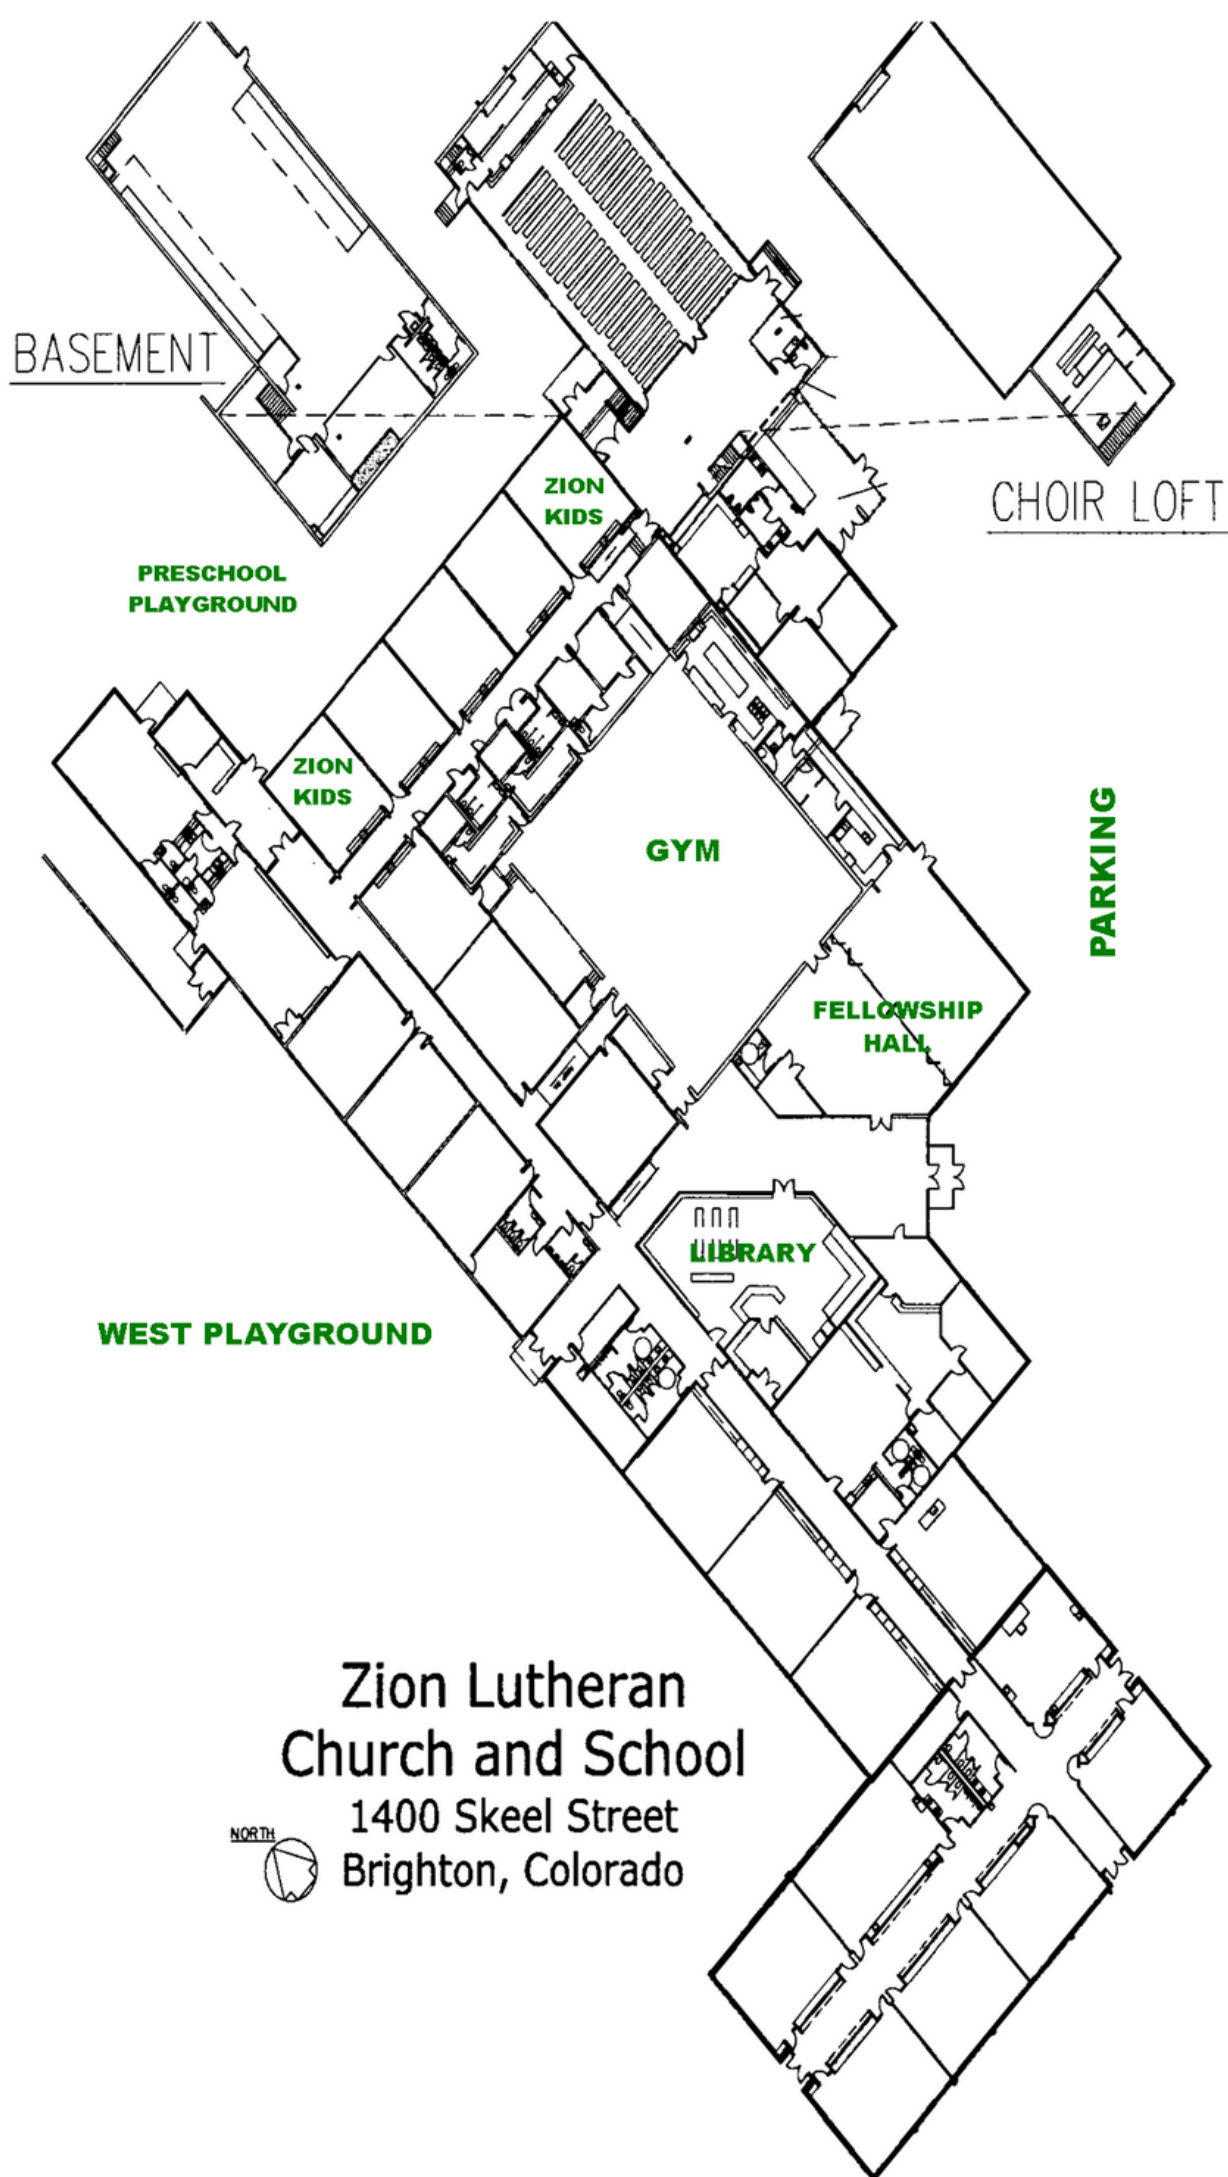 BASEMENT
CHOIR LOFT
ZION
KIDS
PRESCHOOL
PLAYGROUND
ZION
KIDS
GYM
PARKING
FELLOWSHIP
HALL
LIBRARY
WEST PLAYGROUND
Zion Lutheran
Church and School
1400 Skeel Street
Brighton, Colorado
NORTH